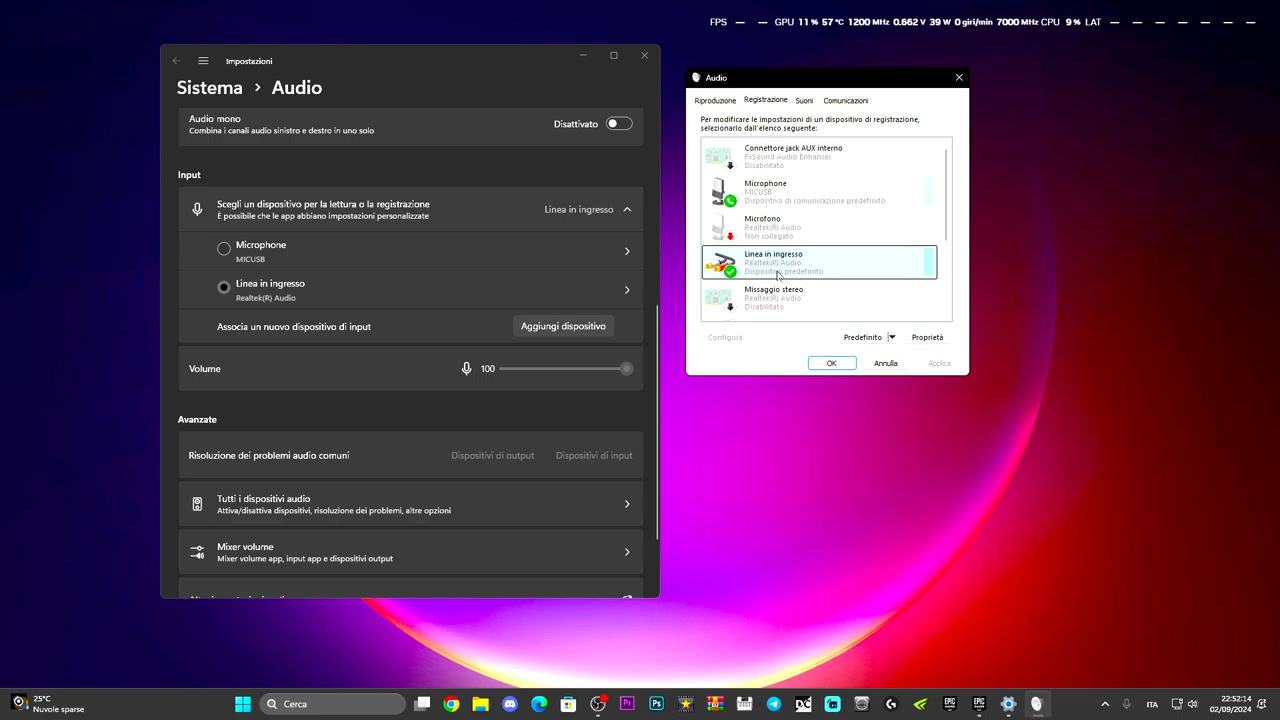 FPS — — GPU 11 % 57 °C 1200 MHz 0.662 V 39 W 0 giri/min 7000 MHz CPU 9 % LAT — — — — — — — —
Impostazioni
Sistema > Audio
Audio mono
Combina i canali audio sinistro e destro in uno solo
Disattivato
Input
Scegli un dispositivo per la lettura o la registrazione
È possibile che le app abbiano impostazioni personalizzate
Linea in ingresso
Microphone
MICUSB
Linea in ingresso
Realtek(R) Audio
Associa un nuovo dispositivo di input
Aggiungi dispositivo
Volume
100
Avanzate
Risoluzione dei problemi audio comuni
Dispositivi di output
Dispositivi di input
Tutti i dispositivi audio
Attiva/disattiva dispositivi, risoluzione dei problemi, altre opzioni
Mixer volume
Mixer volume app, input app e dispositivi output
Audio
Riproduzione
Registrazione
Suoni
Comunicazioni
Per modificare le impostazioni di un dispositivo di registrazione,
selezionarlo dall'elenco seguente:
Connettore jack AUX interno
FxSound Audio Enhancer
Disabilitato
Microphone
MICUSB
Dispositivo di comunicazione predefinito
Microfono
Realtek(R) Audio
Non collegato
Linea in ingresso
Realtek(R) Audio
Dispositivo predefinito
Missaggio stereo
Realtek(R) Audio
Disabilitato
Configura
Predefinito
Proprietà
OK
Annulla
Applica
25°C
Nuvole sparse
Cerca
Pr
Ps
DC
EPIC
EPIC
ITA
22:52:14
02/09/2024